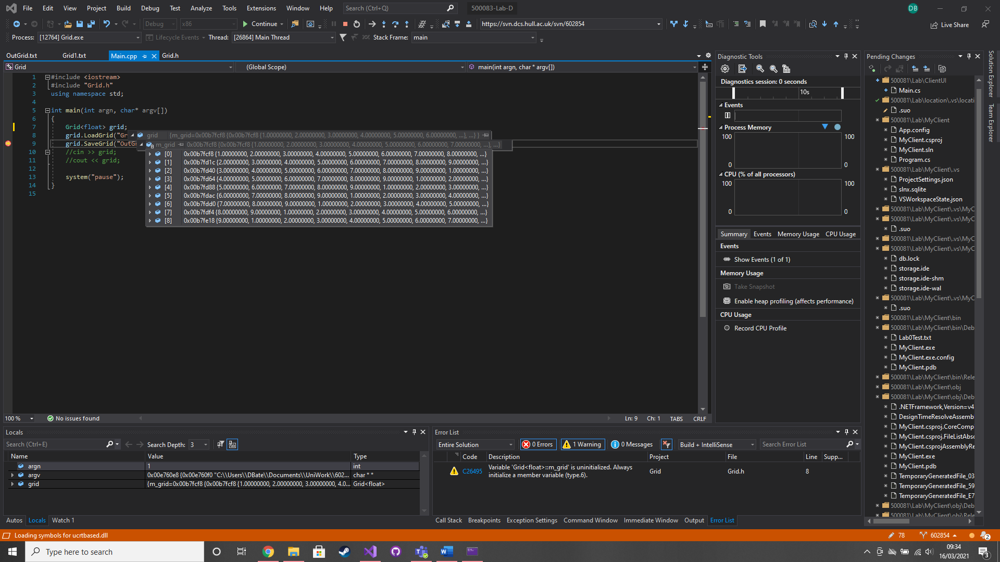 File Edit View Project Build Debug Test Analyze Tools Extensions Window Help Search (Ctrl+Q) 500083-Lab-D DB
Debug x86 Continue https://svn.dcs.hull.ac.uk/svn/602854 Live Share
Process: [12764] Grid.exe Lifecycle Events Thread: [26864] Main Thread Stack Frame: main
OutGrid.txt Grid1.txt Main.cpp Grid.h
Grid (Global Scope) main(int argn, char * argv[])
1 #include <iostream>
2 #include "Grid.h"
3 using namespace std;
4
5 int main(int argn, char* argv[])
6 {
7 Grid<float> grid;
8 grid.LoadGrid("Gr
9 grid.SaveGrid("OutGr
10 //cin >> grid;
11 //cout << grid;
12
13 system("pause");
14 }
15
grid {m_grid=0x00b7fcf8 {0x00b7fcf8 {1.00000000, 2.00000000, 3.00000000, 4.00000000, 5.00000000, 6.00000000, ...}, ...} }
m_grid 0x00b7fcf8 {0x00b7fcf8 {1.00000000, 2.00000000, 3.00000000, 4.00000000, 5.00000000, 6.00000000, 7.00000000, ...}, ...}
[0] 0x00b7fcf8 {1.00000000, 2.00000000, 3.00000000, 4.00000000, 5.00000000, 6.00000000, 7.00000000, 8.00000000, ...}
[1] 0x00b7fd1c {2.00000000, 3.00000000, 4.00000000, 5.00000000, 6.00000000, 7.00000000, 8.00000000, 9.00000000, ...}
[2] 0x00b7fd40 {3.00000000, 4.00000000, 5.00000000, 6.00000000, 7.00000000, 8.00000000, 9.00000000, 1.00000000, ...}
[3] 0x00b7fd64 {4.00000000, 5.00000000, 6.00000000, 7.00000000, 8.00000000, 9.00000000, 1.00000000, 2.00000000, ...}
[4] 0x00b7fd88 {5.00000000, 6.00000000, 7.00000000, 8.00000000, 9.00000000, 1.00000000, 2.00000000, 3.00000000, ...}
[5] 0x00b7fdac {6.00000000, 7.00000000, 8.00000000, 9.00000000, 1.00000000, 2.00000000, 3.00000000, 4.00000000, ...}
[6] 0x00b7fdd0 {7.00000000, 8.00000000, 9.00000000, 1.00000000, 2.00000000, 3.00000000, 4.00000000, 5.00000000, ...}
[7] 0x00b7fdf4 {8.00000000, 9.00000000, 1.00000000, 2.00000000, 3.00000000, 4.00000000, 5.00000000, 6.00000000, ...}
[8] 0x00b7fe18 {9.00000000, 1.00000000, 2.00000000, 3.00000000, 4.00000000, 5.00000000, 6.00000000, 7.00000000, ...}
100 % No issues found Ln: 9 Ch: 1 TABS CRLF
Diagnostic Tools
Diagnostics session: 0 seconds
10s
Events
Process Memory
100 100
0 0
CPU (% of all processors)
100 100
0 0
Summary Events Memory Usage CPU Usage
Events
Show Events (1 of 1)
Memory Usage
Take Snapshot
Enable heap profiling (affects performance)
CPU Usage
Record CPU Profile
Pending Changes
500081\Lab\ClientUI
Main.cs
500081\Lab\location\.vs\locati
.suo
500081\Lab\MyClient
App.config
MyClient.csproj
MyClient.sln
Program.cs
500081\Lab\MyClient\.vs
ProjectSettings.json
slnx.sqlite
VSWorkspaceState.json
500081\Lab\MyClient\.vs\MyC
500081\Lab\MyClient\.vs\MyC
.suo
500081\Lab\MyClient\.vs\MyC
500081\Lab\MyClient\.vs\MyC
db.lock
storage.ide
storage.ide-shm
storage.ide-wal
500081\Lab\MyClient\.vs\MyC
.suo
500081\Lab\MyClient\bin
500081\Lab\MyClient\bin\Deb
Lab0Test.txt
MyClient.exe
MyClient.exe.config
MyClient.pdb
500081\Lab\MyClient\bin\Rele
500081\Lab\MyClient\obj
500081\Lab\MyClient\obj\Deb
.NETFramework,Version=v4
DesignTimeResolveAssemb
MyClient.csproj.CoreComp
MyClient.csproj.FileListAbsc
MyClient.csprojAssemblyRe
MyClient.exe
MyClient.pdb
TemporaryGeneratedFile_03
TemporaryGeneratedFile_59
TemporaryGeneratedFile_E7
500081\Lab\MyClient\obj\Deb
500081\Lab\MyClient\obj\Rele
Solution Explorer
Team Explorer
Locals
Search (Ctrl+E) Search Depth: 3
Name Value Type
argn 1 int
argv 0x00e760e8 {0x00e760f0 "C:\\Users\\DBate\\Documents\\UniWork\\602... char * *
grid {m_grid=0x00b7fcf8 {0x00b7fcf8 {1.00000000, 2.00000000, 3.00000000, 4.0... Grid<float>
Autos Locals Watch 1
Error List
Entire Solution 0 Errors 1 Warning 0 Messages Build + IntelliSense Search Error List
Code Description Project File Line Supp...
C26495 Variable 'Grid<float>::m_grid' is uninitialized. Always initialize a member variable (type.6). Grid Grid.h 8
Call Stack Breakpoints Exception Settings Command Window Immediate Window Output Error List
Loading symbols for ucrtbased.dll 78 602854 2
Type here to search
09:34
16/03/2021
3